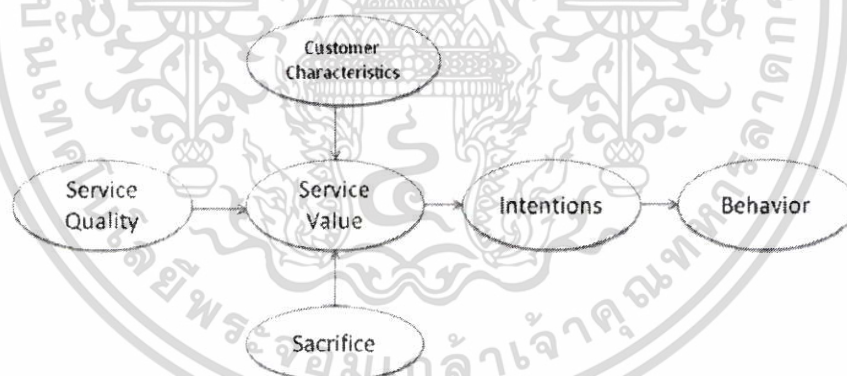 Customer
Characteristics
Service
Quality
Service
Value
Intentions
Behavior
Sacrifice